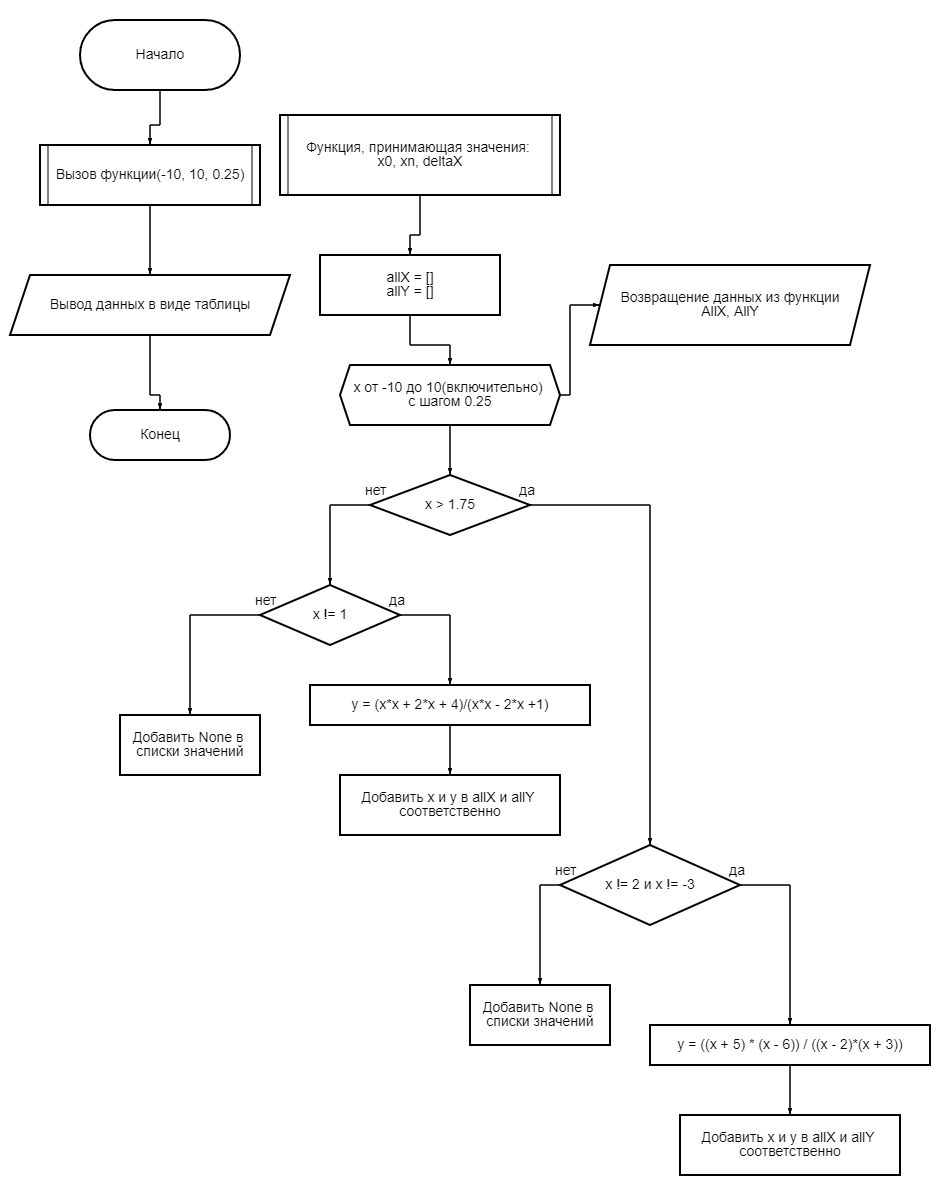 Начало
Вызов функции(-10, 10, 0.25)
Вывод данных в виде таблицы
Конец
Функция, принимающая значения:
x0, xn, deltaX
allX = []
allY = []
Возвращение данных из функции
AllX, AllY
x от -10 до 10(включительно)
с шагом 0.25
нет
да
x > 1.75
нет
да
x != 1
y = (x*x + 2*x + 4)/(x*x - 2*x +1)
Добавить None в
списки значений
Добавить x и y в allX и allY
соответственно
нет
да
x != 2 и x != -3
Добавить None в
списки значений
y = ((x + 5) * (x - 6)) / ((x - 2)*(x + 3))
Добавить x и y в allX и allY
соответственно